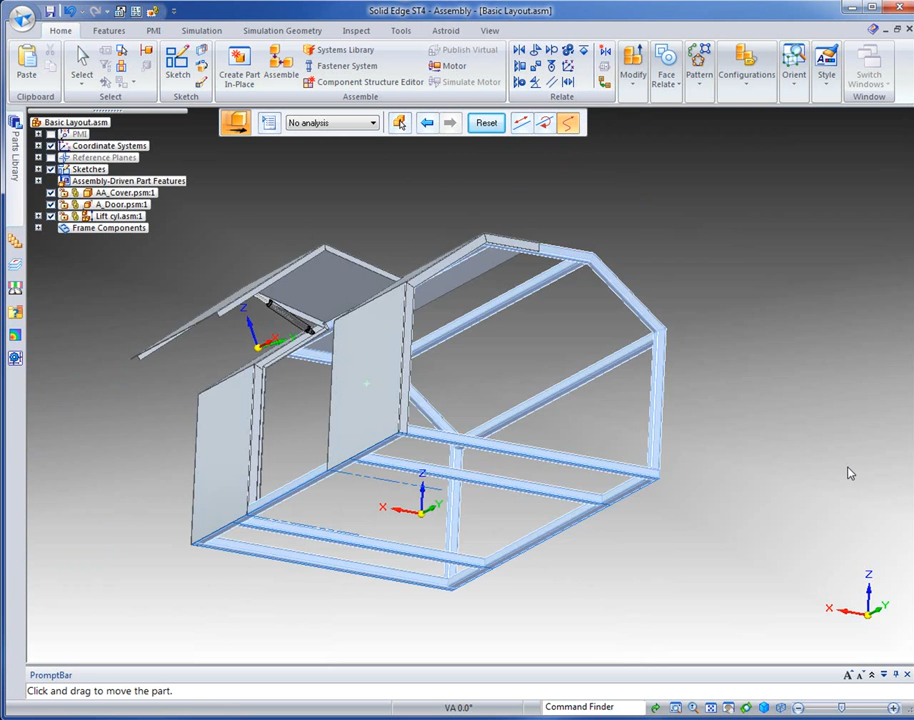 Solid Edge ST4 - Assembly - [Basic Layout.asm]
Home Features PMI Simulation Simulation Geometry Inspect Tools Astroid View
Paste
Select
Sketch
Create Part In-Place
Assemble
Systems Library
Fastener System
Component Structure Editor
Publish Virtual
Motor
Simulate Motor
Modify
Face Relate
Pattern
Configurations
Orient
Style
Switch Windows
Clipboard Select Sketch Assemble Relate Window
Parts Library
Basic Layout.asm
PMI
Coordinate Systems
Reference Planes
Sketches
Assembly-Driven Part Features
AA_Cover.psm:1
A_Door.psm:1
Lift cyl.asm:1
Frame Components
No analysis
Reset
Z
X
Z
X Y
Z
X Y
PromptBar
Click and drag to move the part.
VA 0.0°
Command Finder